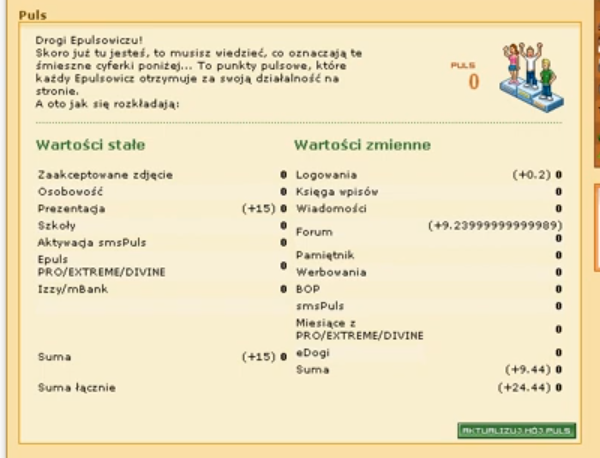 Puls
Drogi Epulsowiczu!
Skoro już tu jesteś, to musisz wiedzieć, co oznaczają te
śmieszne cyferki poniżej... To punkty pulsowe, które
każdy Epulsowicz otrzymuje za swoją działalność na
stronie.
A oto jak się rozkładają:
PULS
0
Wartości stałe
Zaakceptowane zdjęcie 0
Osobowość 0
Prezentacja (+15) 0
Szkoły 0
Aktywacja smsPuls 0
Epuls
PRO/EXTREME/DIVINE 0
Izzy/mBank 0
Suma (+15) 0
Suma łącznie (+24.44) 0
Wartości zmienne
Logowania (+0.2) 0
Księga wpisów 0
Wiadomości 0
Forum (+9.23999999999989)
0
Pamiętnik 0
Werbowania 0
BOP 0
smsPuls 0
Miesiące z
PRO/EXTREME/DIVINE 0
eDogi 0
Suma (+9.44) 0
AKTUALIZUJ MÓJ PULS